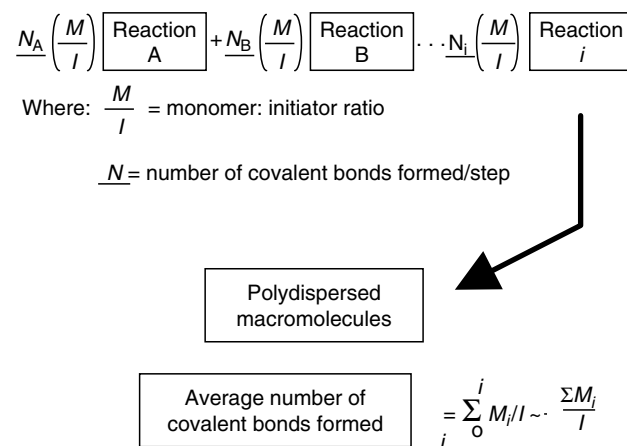 N_A (M/I) Reaction A + N_B (M/I) Reaction B · · · N_i (M/I) Reaction i
Where: M/I = monomer: initiator ratio
N = number of covalent bonds formed/step
Polydispersed
macromolecules
Average number of
covalent bonds formed
i = i Σ o M_i/I ~· ΣM_i/I